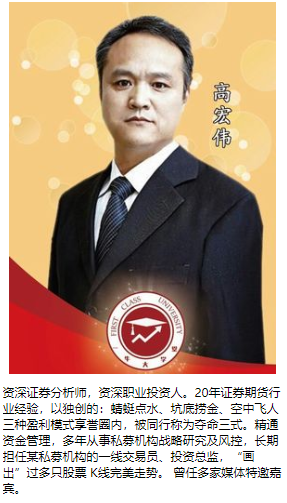 高宏伟
FIRST CLASS UNIVERSITY
资深证券分析师，资深职业投资人。20年证券期货行
业经验，以独创的：蜻蜓点水、坑底捞金、空中飞人
三种盈利模式享誉圈内，被同行称为夺命三式。精通
资金管理，多年从事私募机构战略研究及风控，长期
担任某私募机构的一线交易员、投资总监，“画
出”过多只股票 K线完美走势。 曾任多家媒体特邀嘉
宾。